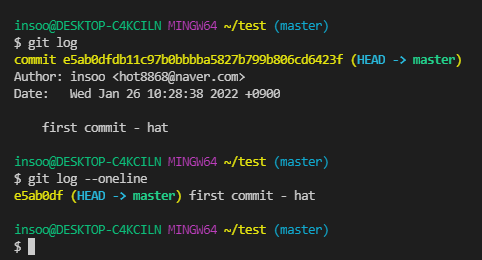 insoo@DESKTOP-C4KCILN MINGW64 ~/test (master)
$ git log
commit e5ab0dfdb11c97b0bbbba5827b799b806cd6423f (HEAD -> master)
Author: insoo <hot8868@naver.com>
Date:   Wed Jan 26 10:28:38 2022 +0900
    first commit - hat
insoo@DESKTOP-C4KCILN MINGW64 ~/test (master)
$ git log --oneline
e5ab0df (HEAD -> master) first commit - hat
insoo@DESKTOP-C4KCILN MINGW64 ~/test (master)
$